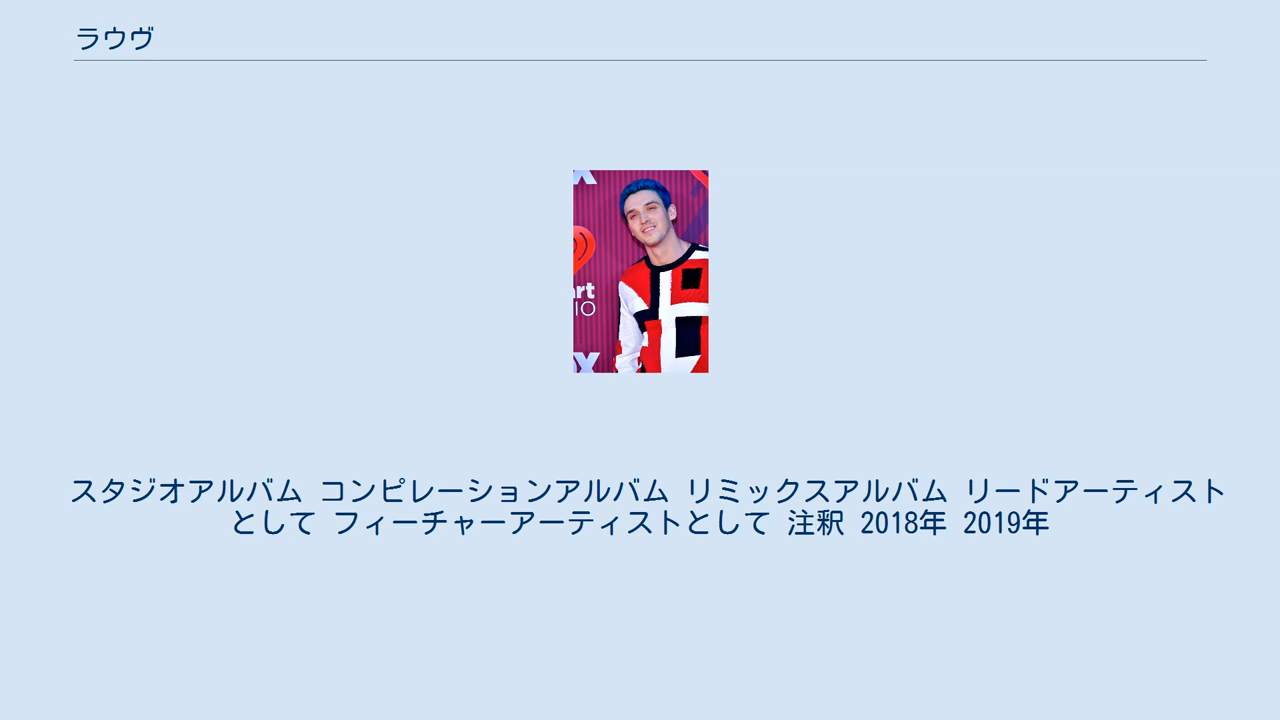 ラウヴ
X
art
IO
X
スタジオアルバム コンピレーションアルバム リミックスアルバム リードアーティスト
として フィーチャーアーティストとして 注釈 2018年 2019年